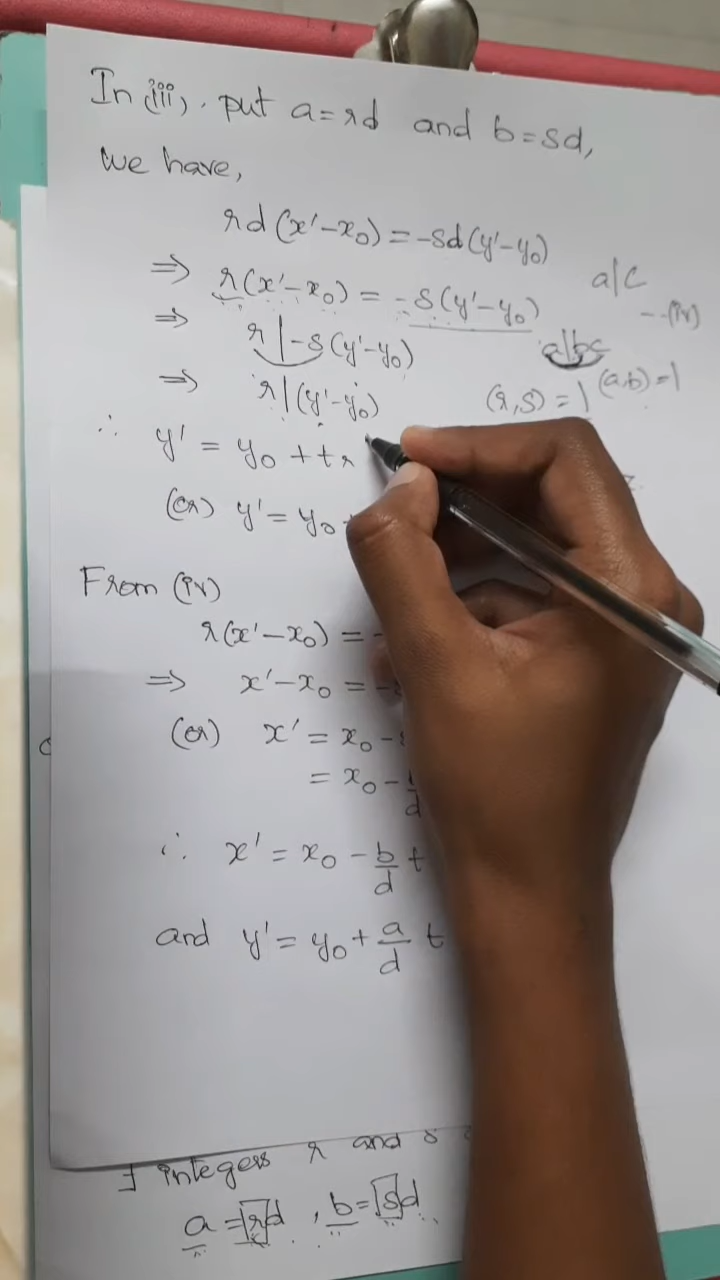 In (iii), put a=rd and b=sd,
we have,
rd(x'-x₀)=-sd(y'-y₀)
⇒ r(x'-x₀) = -s(y'-y₀) --(iv)
a|c
⇒ r|-s(y'-y₀)
a|bc
⇒ r|(y'-y₀)
(r,s)=1 (a,b)=1
∴ y' = y₀ + tr
(or) y' = y₀
From (iv)
r(x'-x₀) =
⇒ x'-x₀ =
(or) x' = x₀ -
= x₀ -
∴ x' = x₀ - b/d t
and y' = y₀ + a/d t
∃ integers r and s
a = rd , b = sd